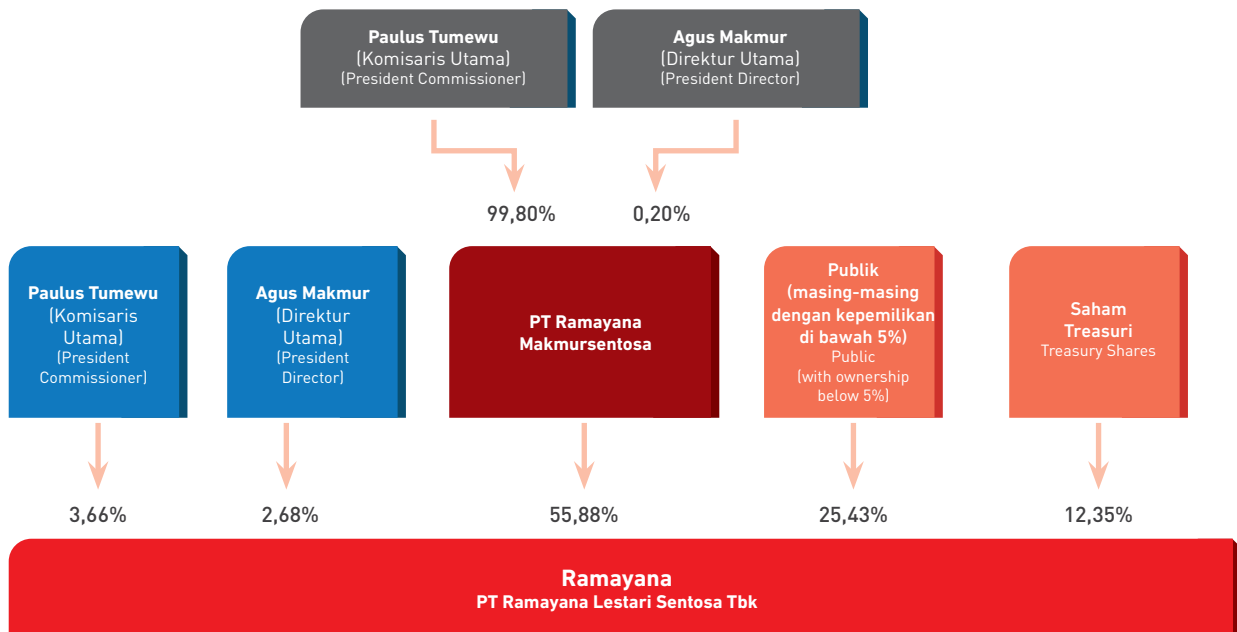 Paulus Tumewu
(Komisaris Utama)
(President Commissioner)
Agus Makmur
(Direktur Utama)
(President Director)
99,80%
0,20%
Paulus Tumewu
(Komisaris
Utama)
(President
Commissioner)
Agus Makmur
(Direktur
Utama)
(President
Director)
PT Ramayana
Makmursentosa
Publik
(masing-masing
dengan kepemilikan
di bawah 5%)
Public
(with ownership
below 5%)
Saham
Treasuri
Treasury Shares
3,66%
2,68%
55,88%
25,43%
12,35%
Ramayana
PT Ramayana Lestari Sentosa Tbk